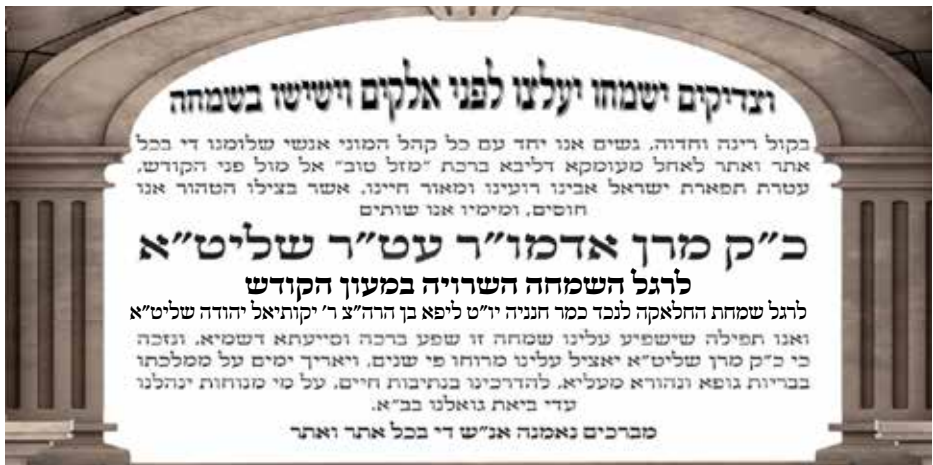 וצדיקים ישמחו יעלצו לפני אלקים וישישו בשמחה
בקול רינה וחדוה, גשים אנו יחד עם כל קהל המוני אנשי שלומנו די בכל
אתר ואתר לאחל מעומקא דליבא ברכת "מזל טוב" אל מול פני הקודש,
עטרת תפארת ישראל אבינו רוענו ומאור חיינו, אשר בצילו הטהור אנו
חוסים, ומימיו אנו שותים
כ"ק מרן אדמו"ר עט"ר שליט"א
לרגל השמחה השרויה במעון הקודש
לרגל שמחת החלאקה לנכד כמר חנניה יו"ט ליפא בן הרה"צ ר' יקותיאל יהודה שליט"א
ואנו תפילה שישפיע עלינו שמחה זו שפע ברכה וסייעתא דשמיא, ונזכה
כי כ"ק מרן שליט"א יאציל עלינו מרוחו פי שנים, ויאריך ימים על ממלכתו
בבריות גופא ונהורא מעליא, להדרכינו בנתיבות חיים, על מי מנוחות ינהלנו
עדי ביאת גואלנו בב"א.
מברכים נאמנה אנ"ש די בכל אתר ואתר